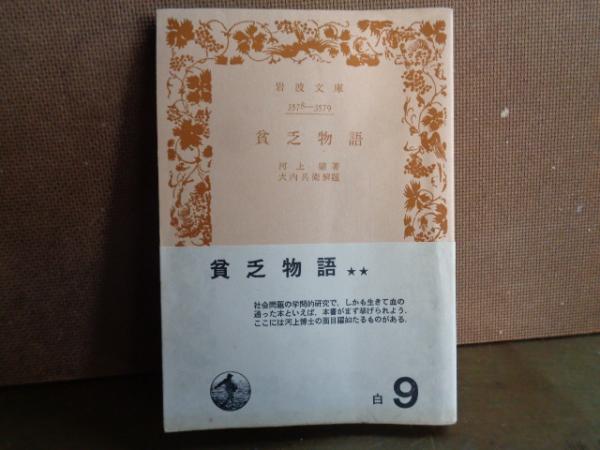 岩波文庫
3578—3579
貧乏物語
河上肇著
大内兵衛解題
貧乏物語 ★★
社会問題の学問的研究で、しかも生きて血の
通った本といえば、本書がまず挙げられよう。
ここには河上博士の面目躍如たるものがある。
白 9